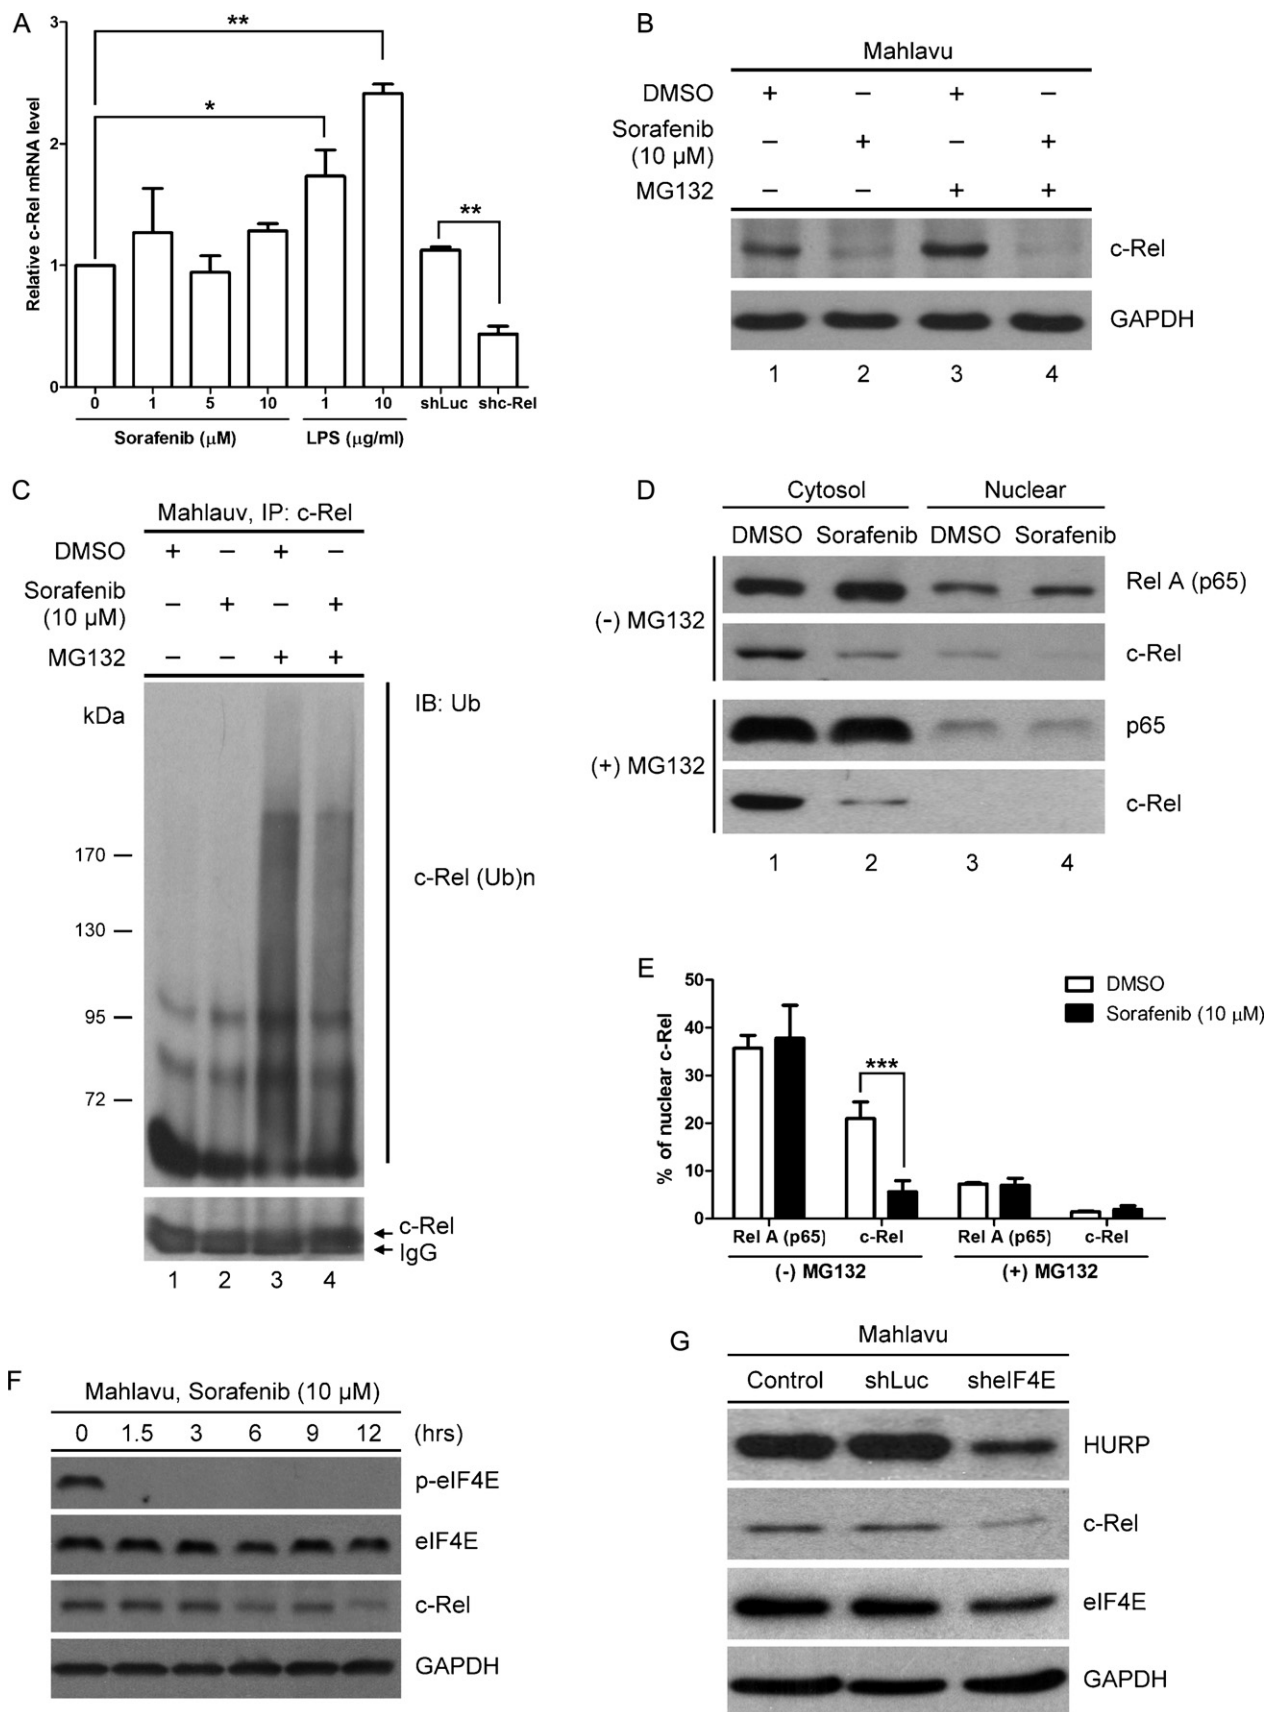 A
3
2
1
0
Relative c-Rel mRNA level
**
*
**
0 1 5 10 1 10 shLuc shc-Rel
Sorafenib (μM) LPS (μg/ml)
B
Mahlavu
DMSO + – + –
Sorafenib
(10 μM) – + – +
MG132 – – + +
c-Rel
GAPDH
1 2 3 4
C
Mahlauv, IP: c-Rel
DMSO + – + –
Sorafenib
(10 μM) – + – +
MG132 – – + +
kDa
IB: Ub
170
c-Rel (Ub)n
130
95
72
c-Rel
IgG
1 2 3 4
D
Cytosol Nuclear
DMSO Sorafenib DMSO Sorafenib
(-) MG132
Rel A (p65)
c-Rel
(+) MG132
p65
c-Rel
1 2 3 4
E
50
40
30
20
10
0
% of nuclear c-Rel
DMSO
Sorafenib (10 μM)
***
Rel A (p65) c-Rel Rel A (p65) c-Rel
(-) MG132 (+) MG132
F
Mahlavu, Sorafenib (10 μM)
0 1.5 3 6 9 12 (hrs)
p-eIF4E
eIF4E
c-Rel
GAPDH
G
Mahlavu
Control shLuc sheIF4E
HURP
c-Rel
eIF4E
GAPDH